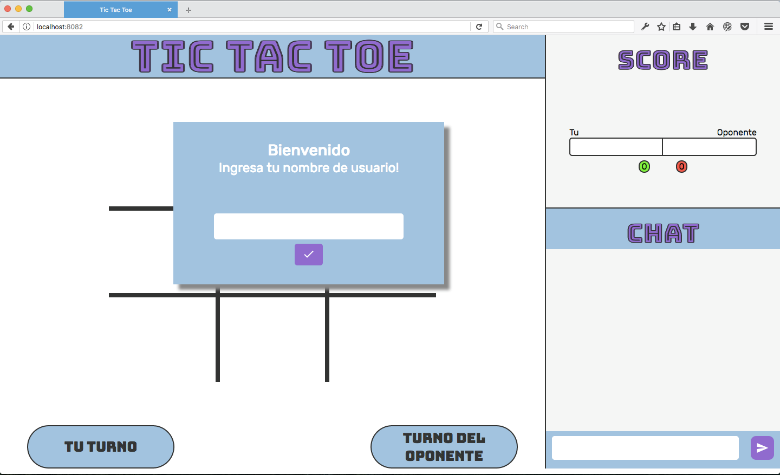 Tic Tac Toe
localhost:8082
Search
TIC TAC TOE
SCORE
Tu
Oponente
0
0
Bienvenido
Ingresa tu nombre de usuario!
CHAT
TU TURNO
TURNO DEL
OPONENTE